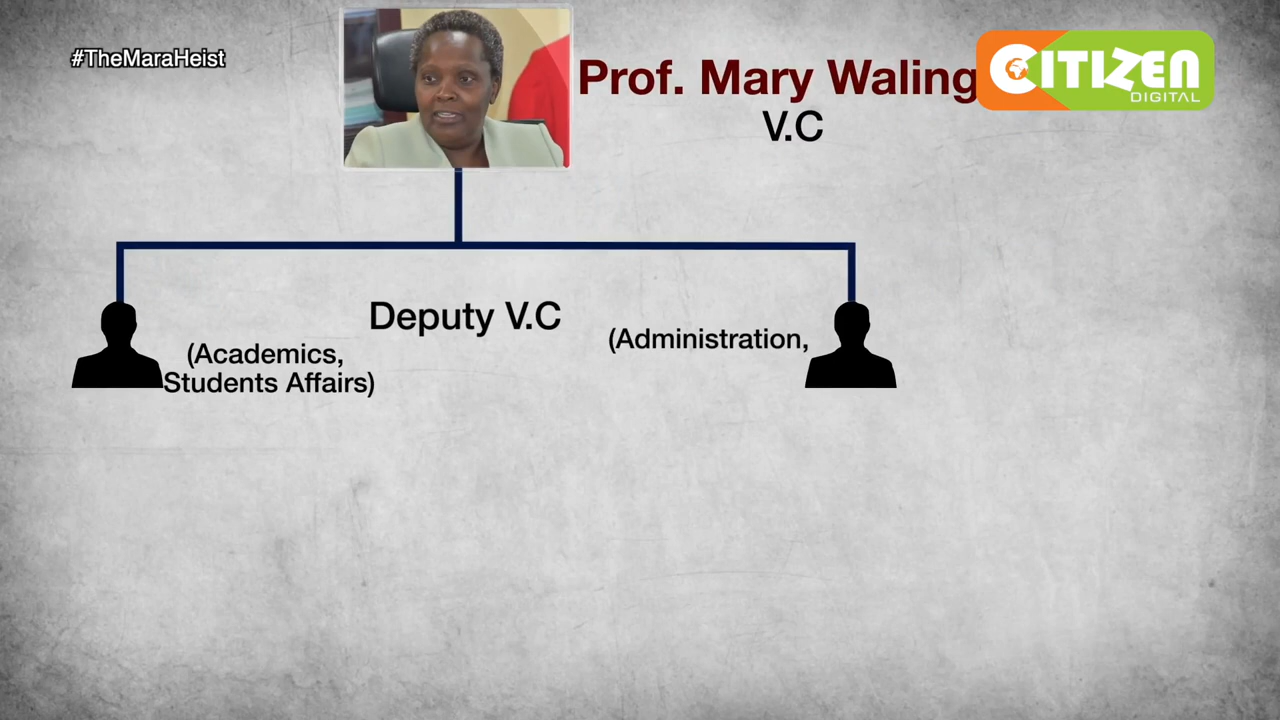 #TheMaraHeist
Prof. Mary Waling
V.C
CITIZEN
DIGITAL
Deputy V.C
(Academics,
Students Affairs)
(Administration,